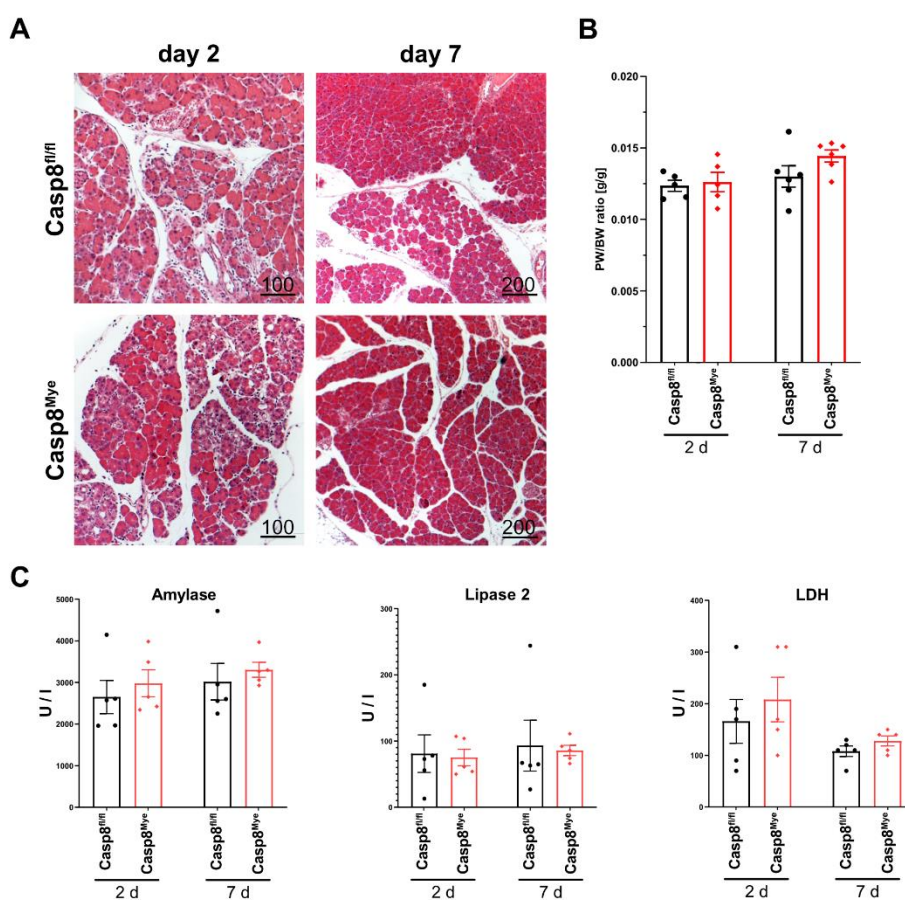 A
day 2
day 7
Casp8fl/fl
100
200
Casp8Mye
100
200
B
0.020
0.015
0.010
0.005
0.000
PW/BW ratio [g/g]
Casp8fl/fl
Casp8Mye
Casp8fl/fl
Casp8Mye
2 d
7 d
C
Amylase
5000
4000
3000
2000
1000
0
U / l
Casp8fl/fl
Casp8Mye
Casp8fl/fl
Casp8Mye
2 d
7 d
Lipase 2
300
200
100
0
U / l
Casp8fl/fl
Casp8Mye
Casp8fl/fl
Casp8Mye
2 d
7 d
LDH
400
300
200
100
0
U / l
Casp8fl/fl
Casp8Mye
Casp8fl/fl
Casp8Mye
2 d
7 d